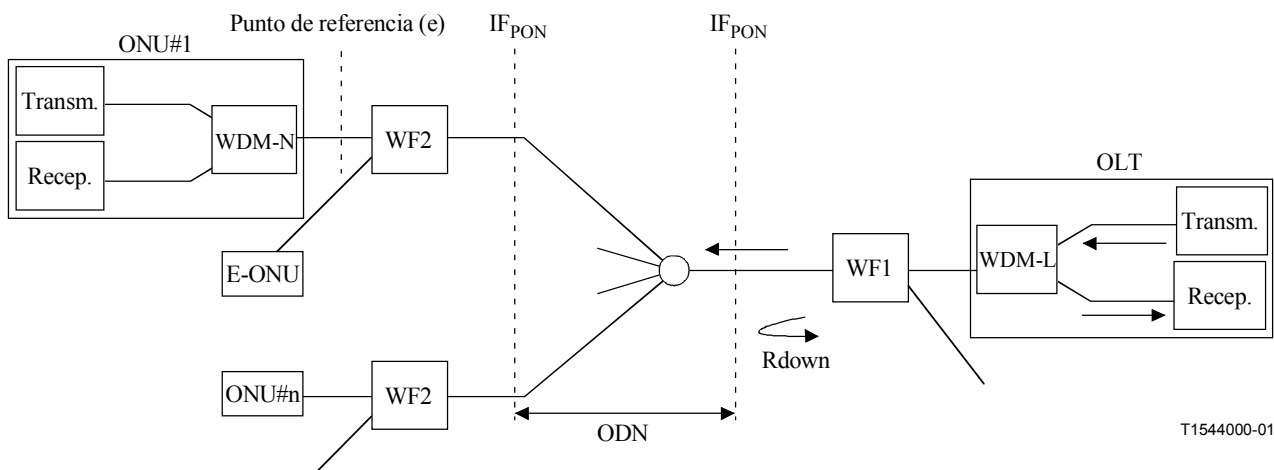 Punto de referencia (e)
IF_PON
IF_PON
ONU#1
Transm.
WDM-N
Recep.
WF2
E-ONU
OLT
Transm.
WDM-L
Recep.
WF1
Rdown
ONU#n
WF2
ODN
T1544000-01